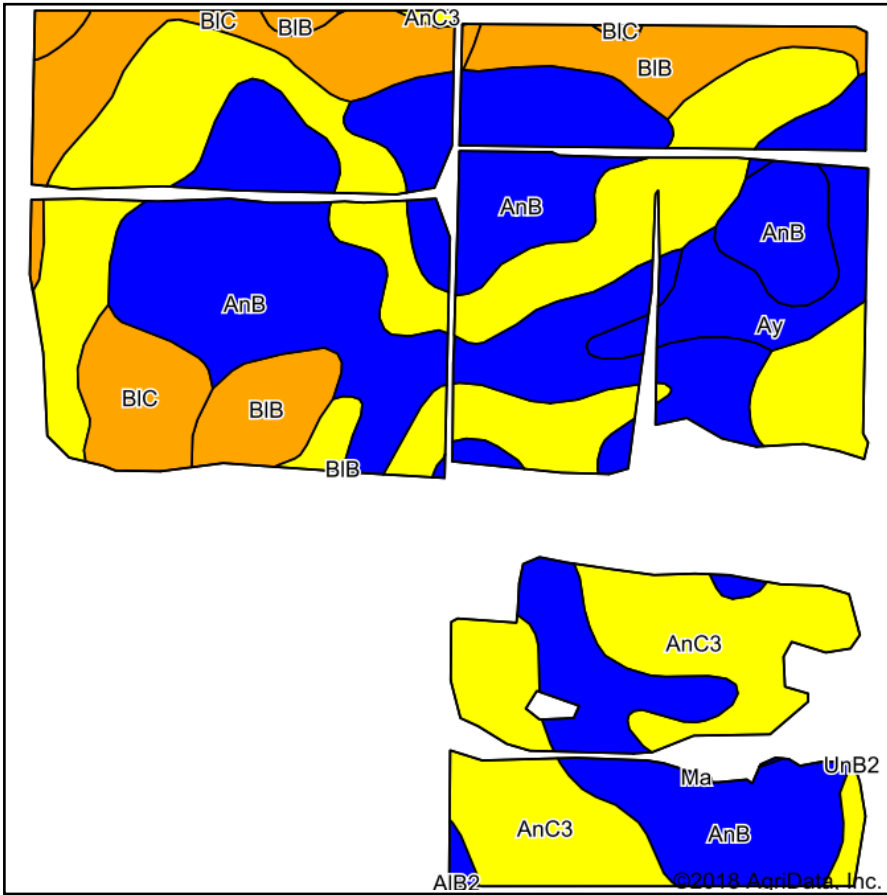 BIC
BIB
AnC3
BIC
BIB
AnB
AnB
AnB
Ay
BIC
BIB
BIB
AnC3
Ma
UnB2
AnC3
AnB
AIB2
©2018 AgriData, Inc.